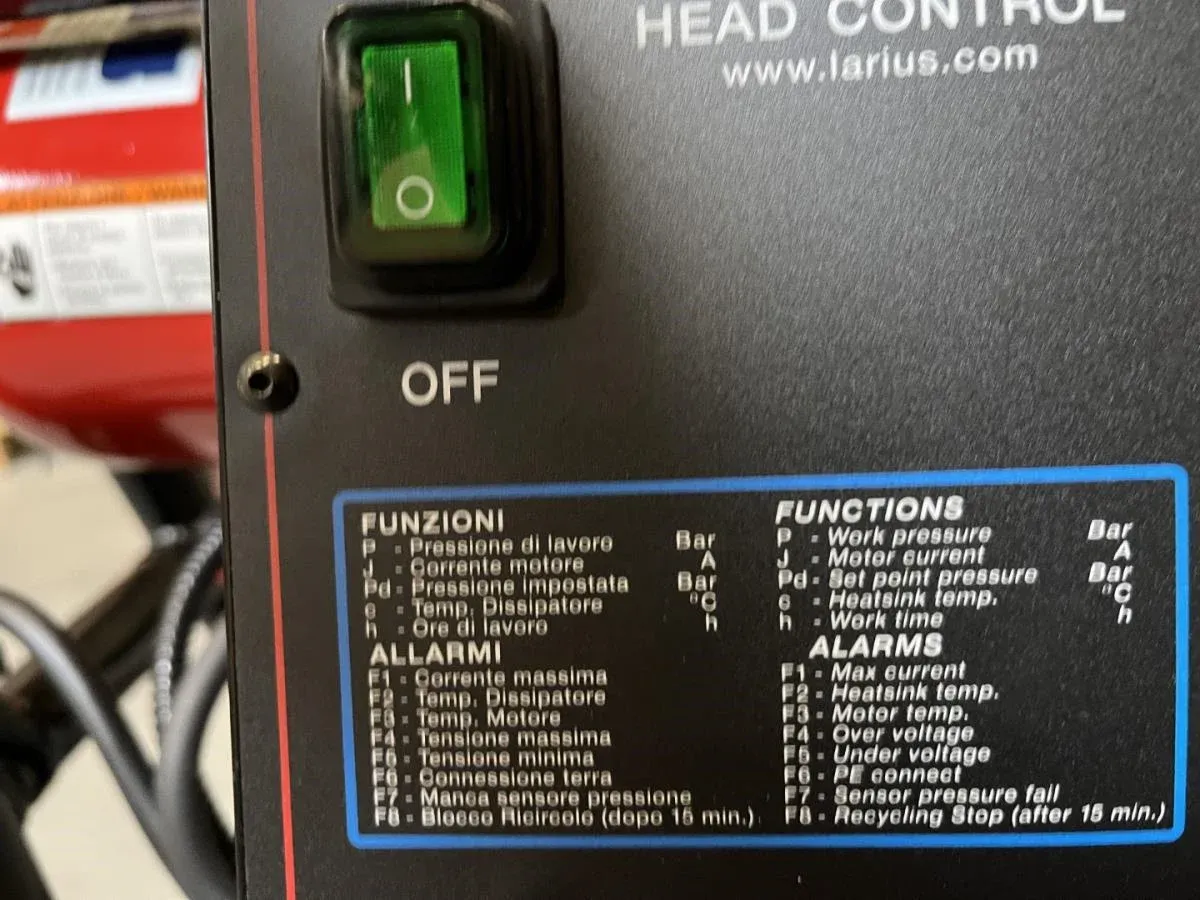 HEAD CONTROL
www.larius.com
I
O
OFF
FUNZIONI
P - Pressione di lavoro Bar
J - Corrente motore A
Pd - Pressione impostata Bar
c - Temp. Dissipatore °C
h - Ore di lavoro h
ALLARMI
F1 - Corrente massima
F2 - Temp. Dissipatore
F3 - Temp. Motore
F4 - Tensione massima
F5 - Tensione minima
F6 - Connessione terra
F7 - Manca sensore pressione
F8 - Blocco Ricircolo (dopo 15 min.)
FUNCTIONS
P - Work pressure Bar
J - Motor current A
Pd - Set point pressure Bar
c - Heatsink temp. °C
h - Work time h
ALARMS
F1 - Max current
F2 - Heatsink temp.
F3 - Motor temp.
F4 - Over voltage
F5 - Under voltage
F6 - PE connect
F7 - Sensor pressure fail
F8 - Recycling Stop (after 15 min.)